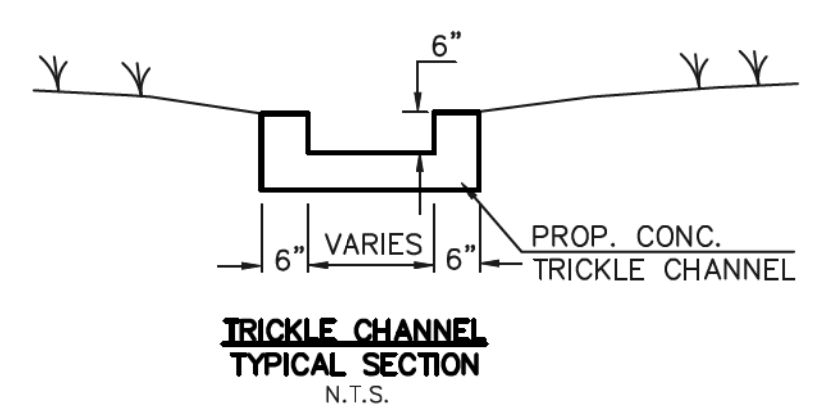 6”
6” VARIES 6”
PROP. CONC.
TRICKLE CHANNEL
TRICKLE CHANNEL
TYPICAL SECTION
N.T.S.